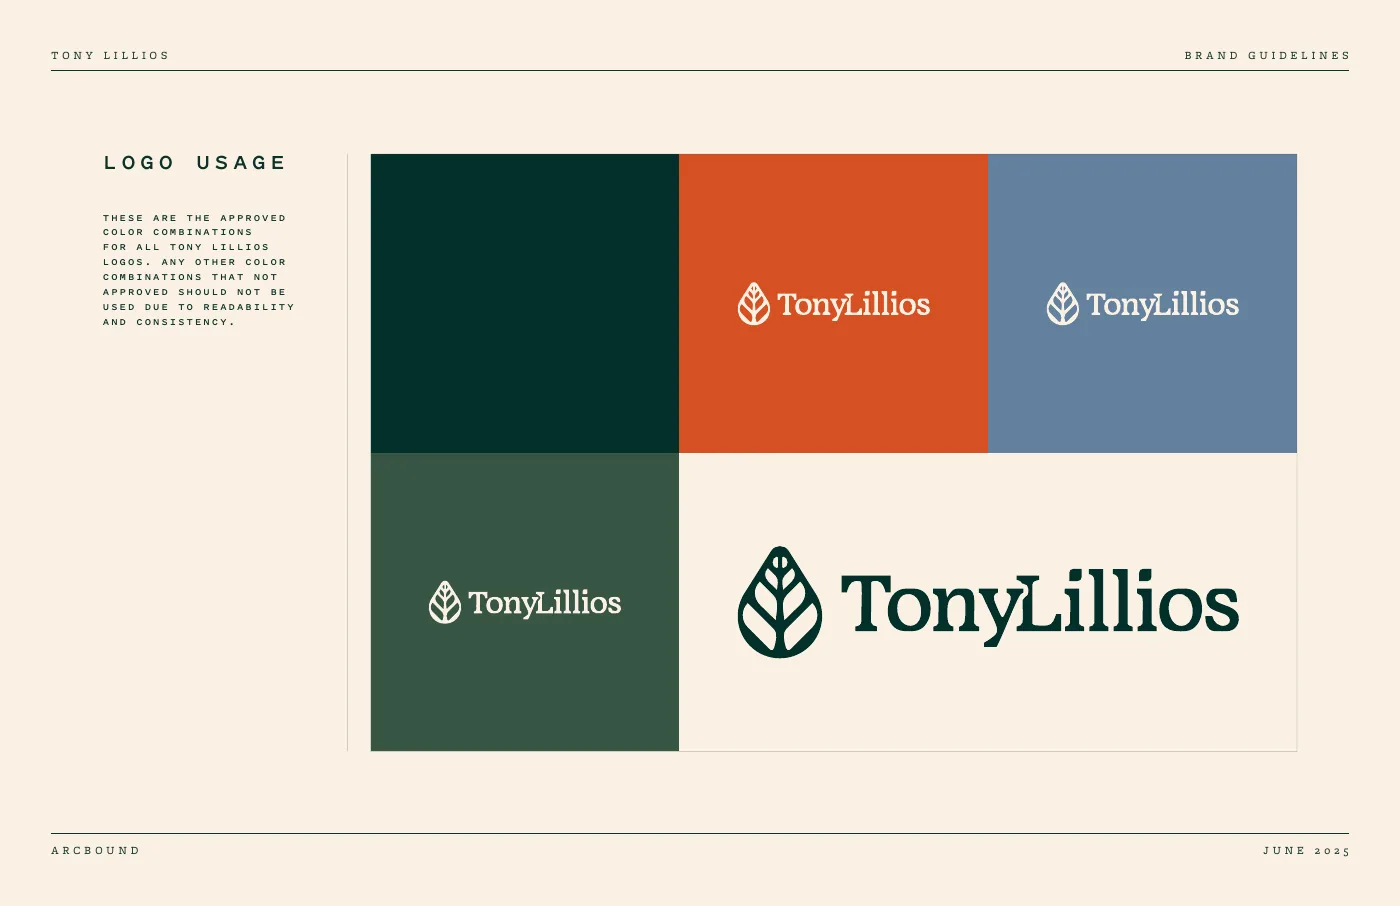 TONY LILLIOS
BRAND GUIDELINES
LOGO USAGE
THESE ARE THE APPROVED
COLOR COMBINATIONS
FOR ALL TONY LILLIOS
LOGOS. ANY OTHER COLOR
COMBINATIONS THAT NOT
APPROVED SHOULD NOT BE
USED DUE TO READABILITY
AND CONSISTENCY.
TonyLillios
TonyLillios
TonyLillios
TonyLillios
ARCBOUND
JUNE 2025